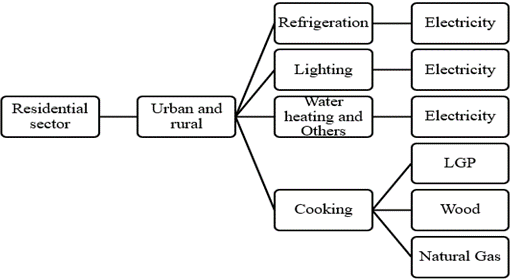 Residential
sector
Urban and
rural
Refrigeration
Electricity
Lighting
Electricity
Water
heating and
Others
Electricity
Cooking
LGP
Wood
Natural Gas